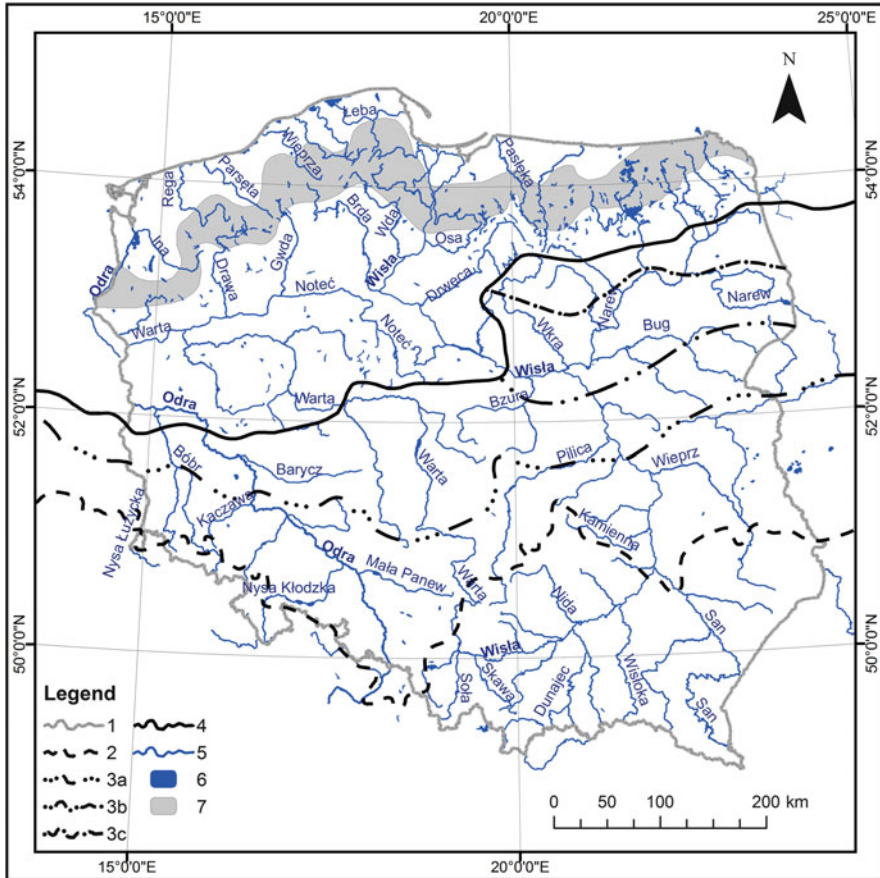 15°0'0"E 20°0'0"E 25°0'0"E
N
54°0'0"N 54°0'0"N
52°0'0"N 52°0'0"N
50°0'0"N 50°0'0"N
Łeba
Wieprza
Parsęta
Rega
Pasłęka
Brda
Wda
Osa
Ina
Gwda
Drawa
Odra
Wisła
Drwęca
Noteć
Narew
Narew
Warta
Noteć
Wkra
Bug
Wisła
Odra
Warta
Bzura
Bóbr
Barycz
Warta
Pilica
Wieprz
Kaczawa
Nysa Łużycka
Kamienna
Odra
Mała Panew
Warta
Nysa Kłodzka
Nida
San
Wisła
Soła
Skawa
Dunajec
Wisłoka
San
Legend
1 4
2 5
3a 6
3b 7
3c
0 50 100 200 km
15°0'0"E 20°0'0"E